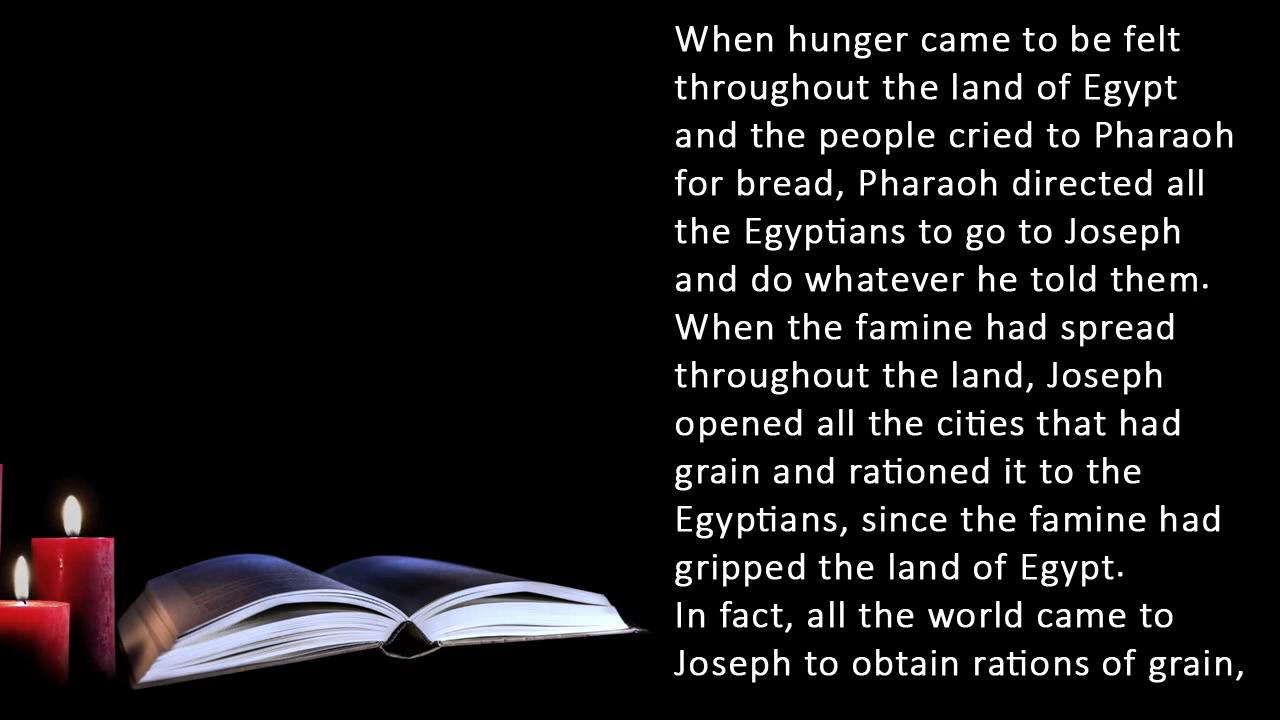 When hunger came to be felt
throughout the land of Egypt
and the people cried to Pharaoh
for bread, Pharaoh directed all
the Egyptians to go to Joseph
and do whatever he told them.
When the famine had spread
throughout the land, Joseph
opened all the cities that had
grain and rationed it to the
Egyptians, since the famine had
gripped the land of Egypt.
In fact, all the world came to
Joseph to obtain rations of grain,